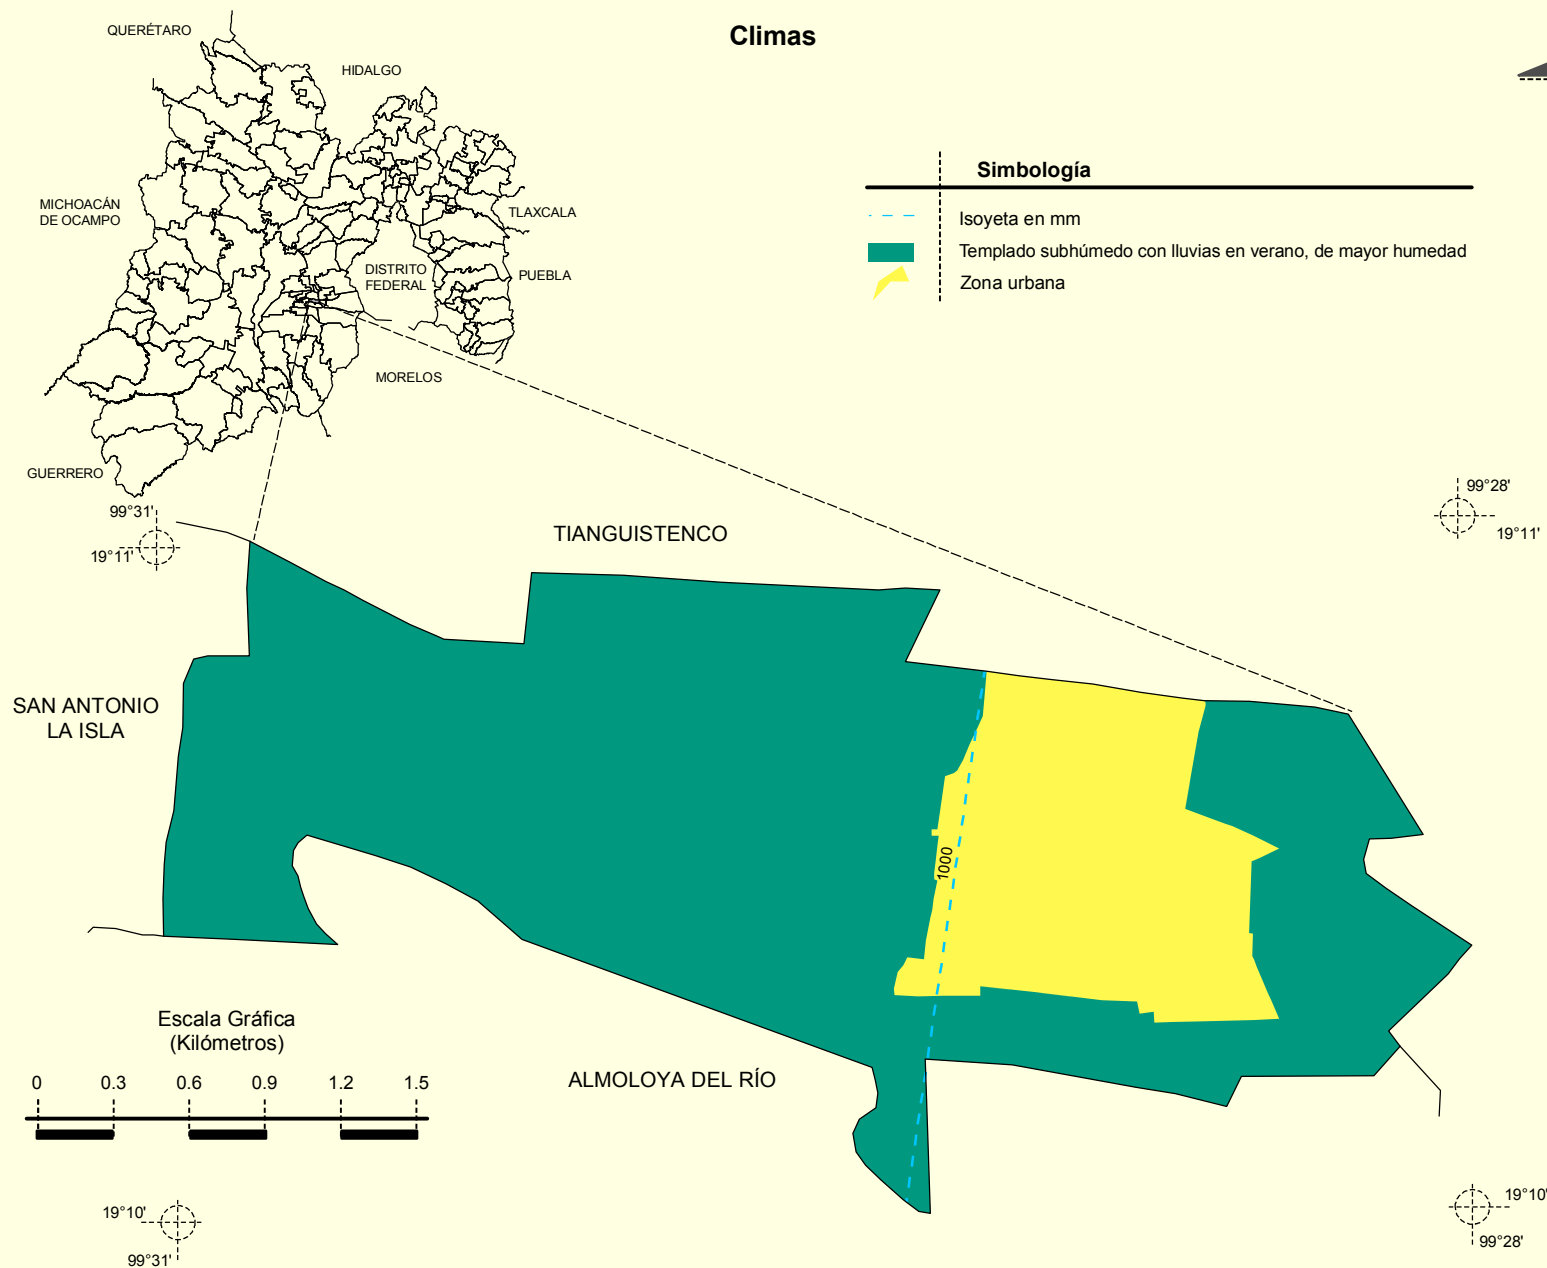 Climas
QUERÉTARO
HIDALGO
MICHOACÁN
DE OCAMPO
TLAXCALA
DISTRITO
FEDERAL
PUEBLA
MORELOS
GUERRERO
Simbología
Isoyeta en mm
Templado subhúmedo con lluvias en verano, de mayor humedad
Zona urbana
99°31'
19°11'
99°28'
19°11'
TIANGUISTENCO
SAN ANTONIO
LA ISLA
1000
ALMOLOYA DEL RÍO
Escala Gráfica
(Kilómetros)
0 0.3 0.6 0.9 1.2 1.5
19°10'
99°31'
19°10'
99°28'